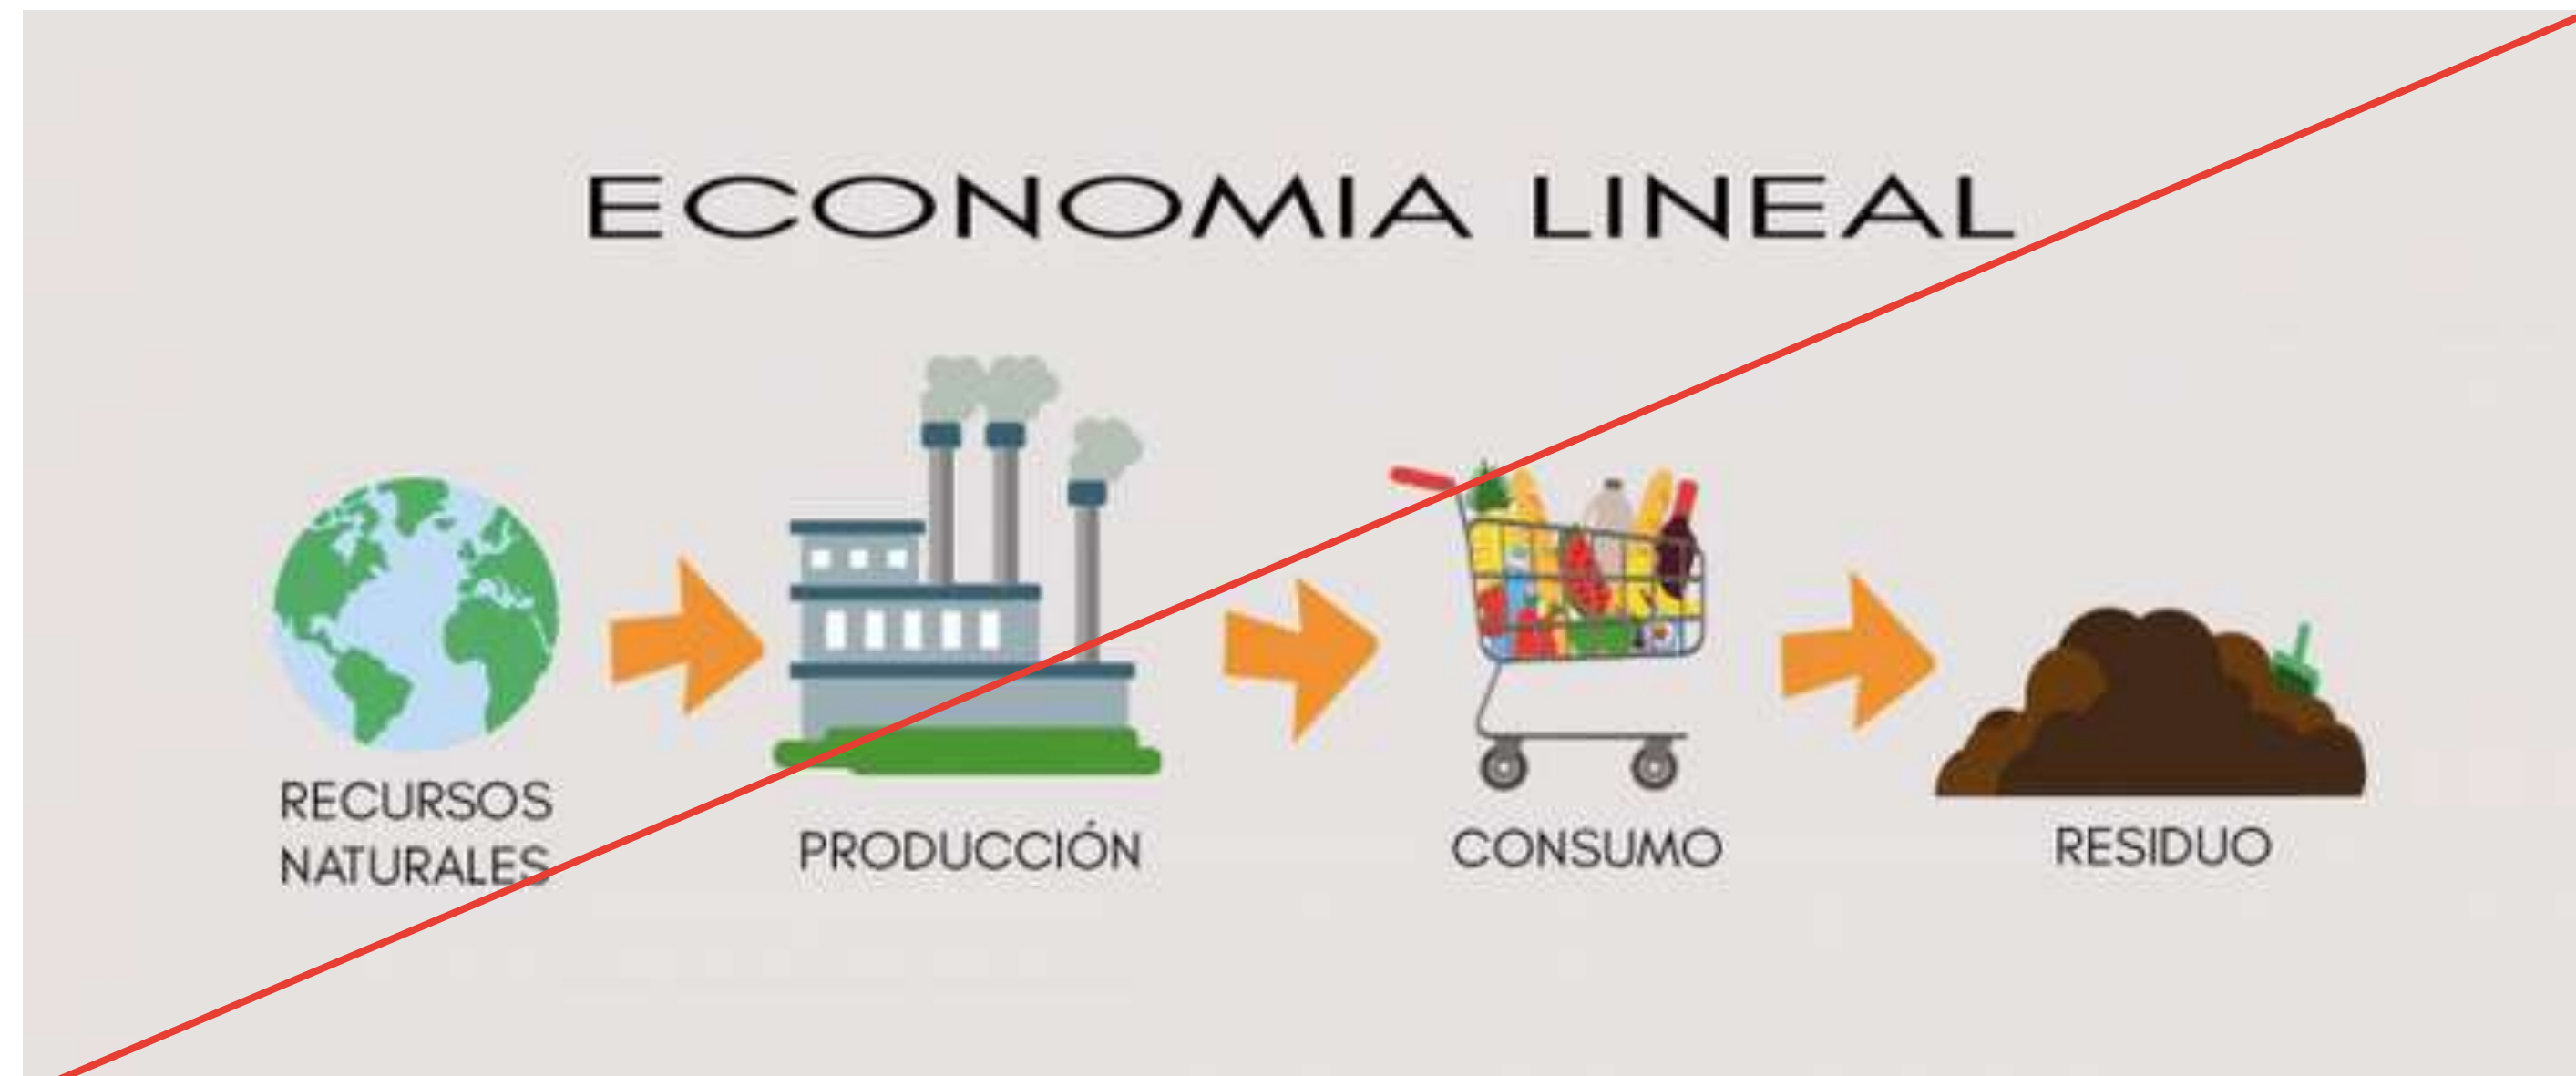 ECONOMIA LINEAL
RECURSOS
NATURALES
PRODUCCIÓN
CONSUMO
RESIDUO